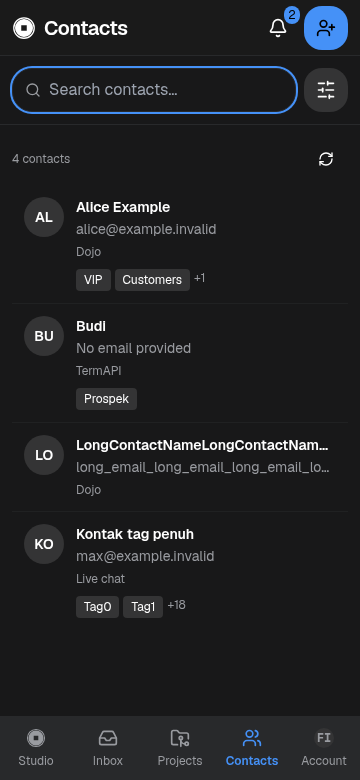 Contacts
2
Search contacts...
4 contacts
AL
Alice Example
alice@example.invalid
Dojo
VIP Customers +1
BU
Budi
No email provided
TermAPI
Prospek
LO
LongContactNameLongContactNam...
long_email_long_email_long_email_lo...
Dojo
KO
Kontak tag penuh
max@example.invalid
Live chat
Tag0 Tag1 +18
FI
Studio Inbox Projects Contacts Account